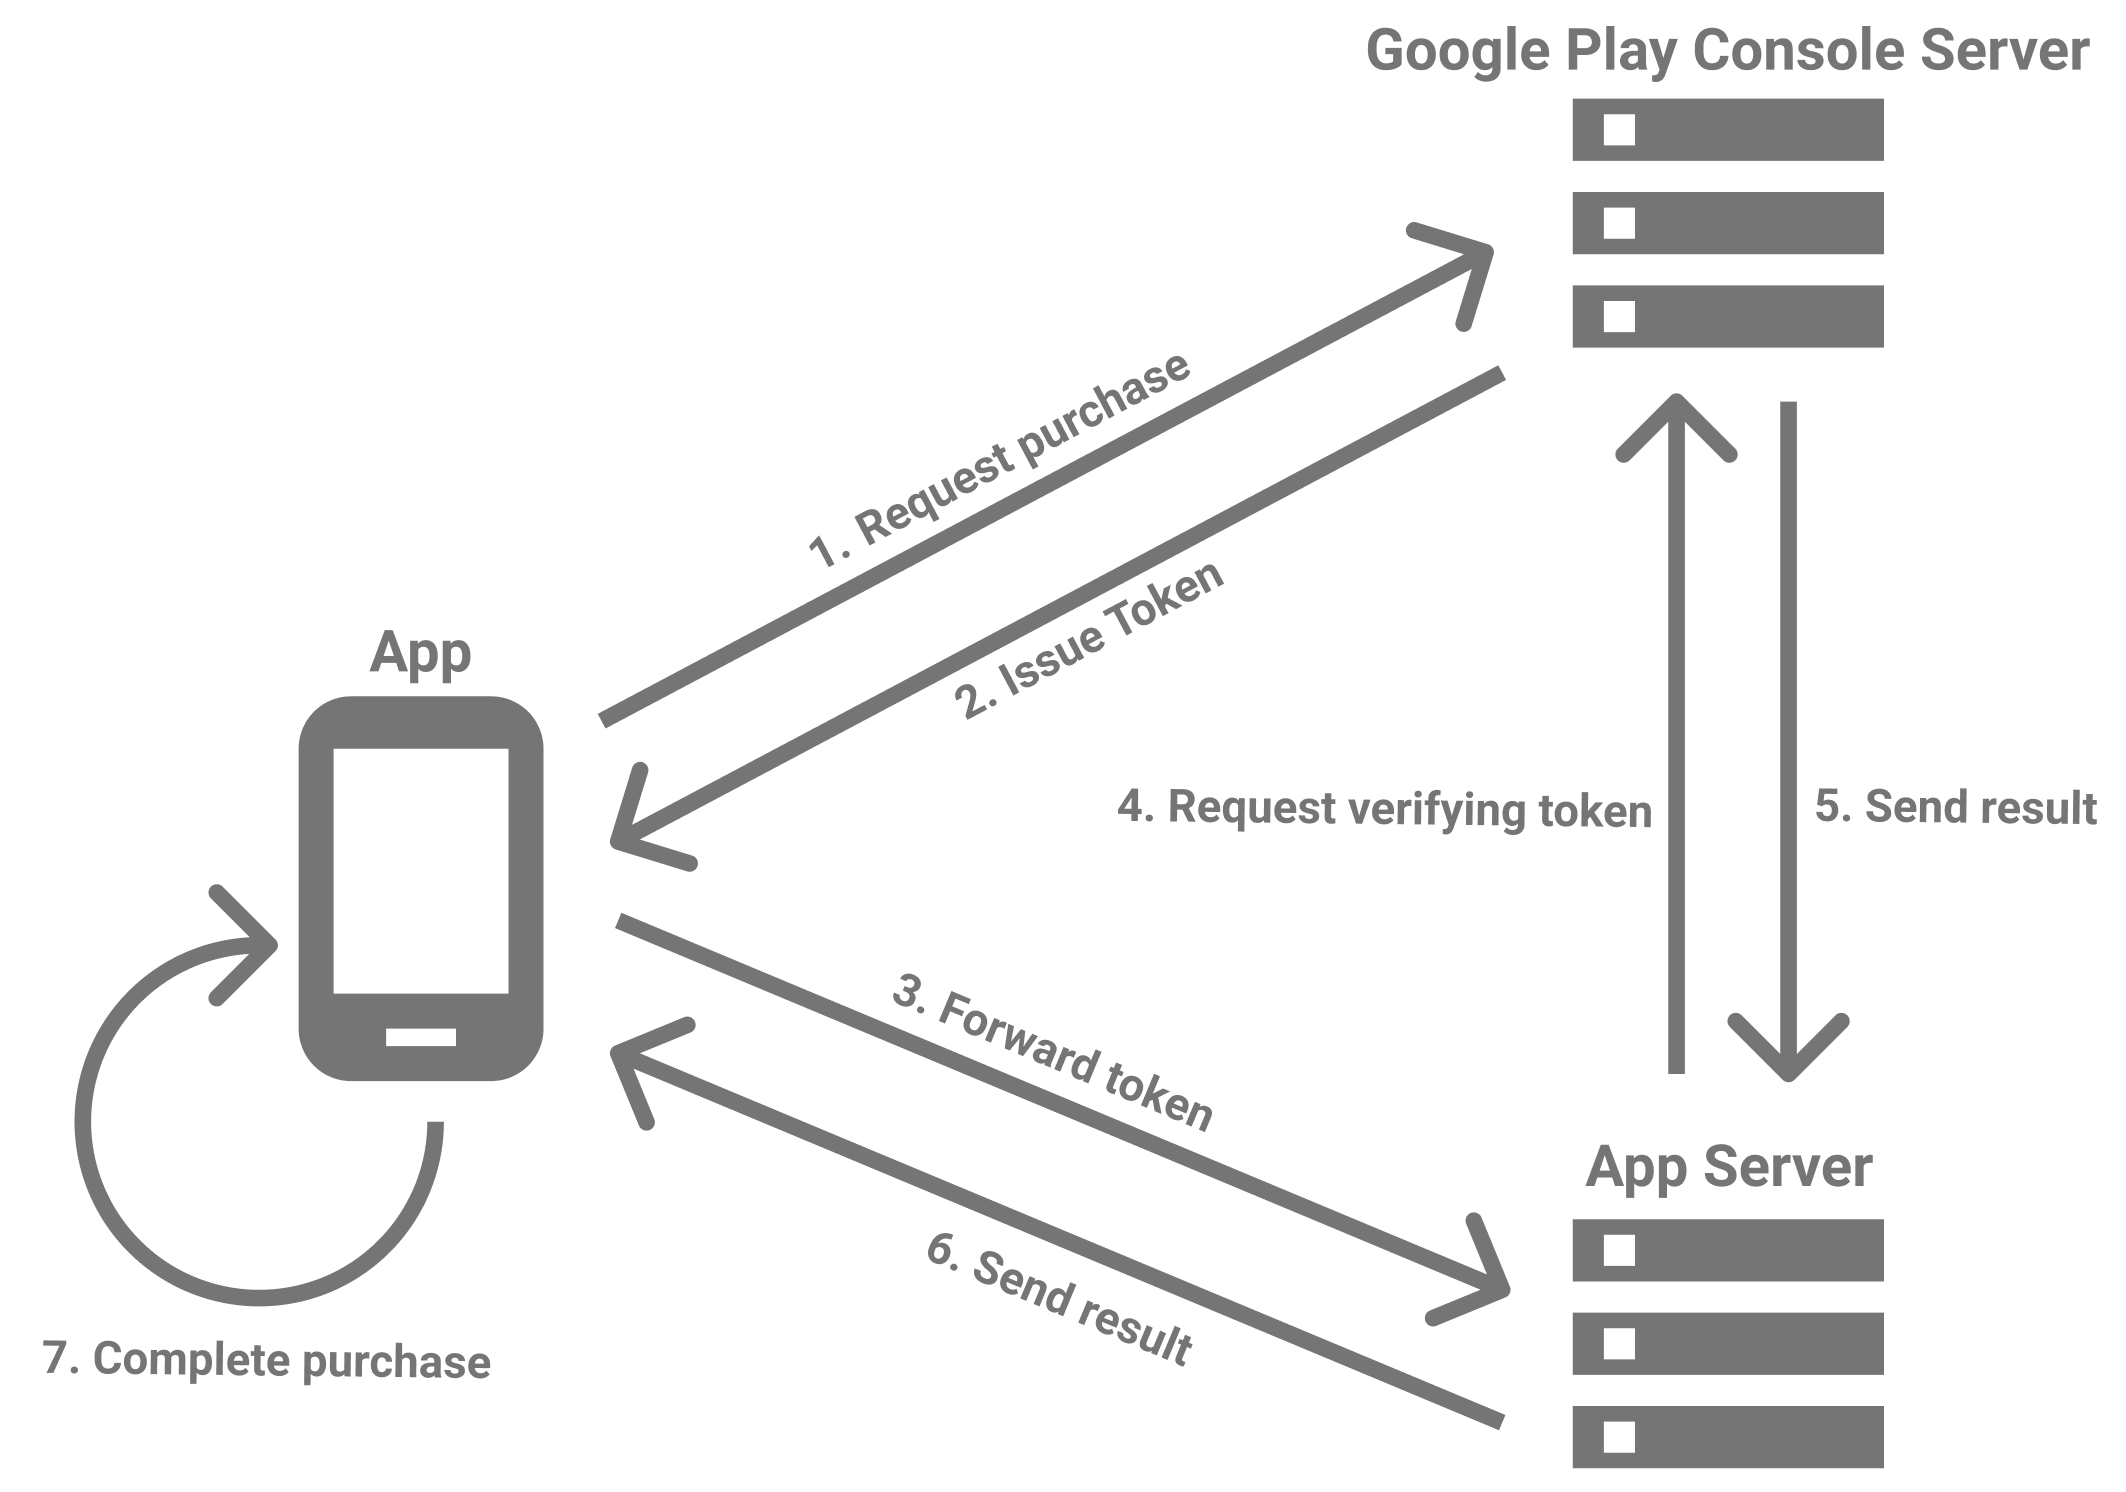 Google Play Console Server
1. Request purchase
2. Issue Token
App
4. Request verifying token
5. Send result
3. Forward token
App Server
6. Send result
7. Complete purchase